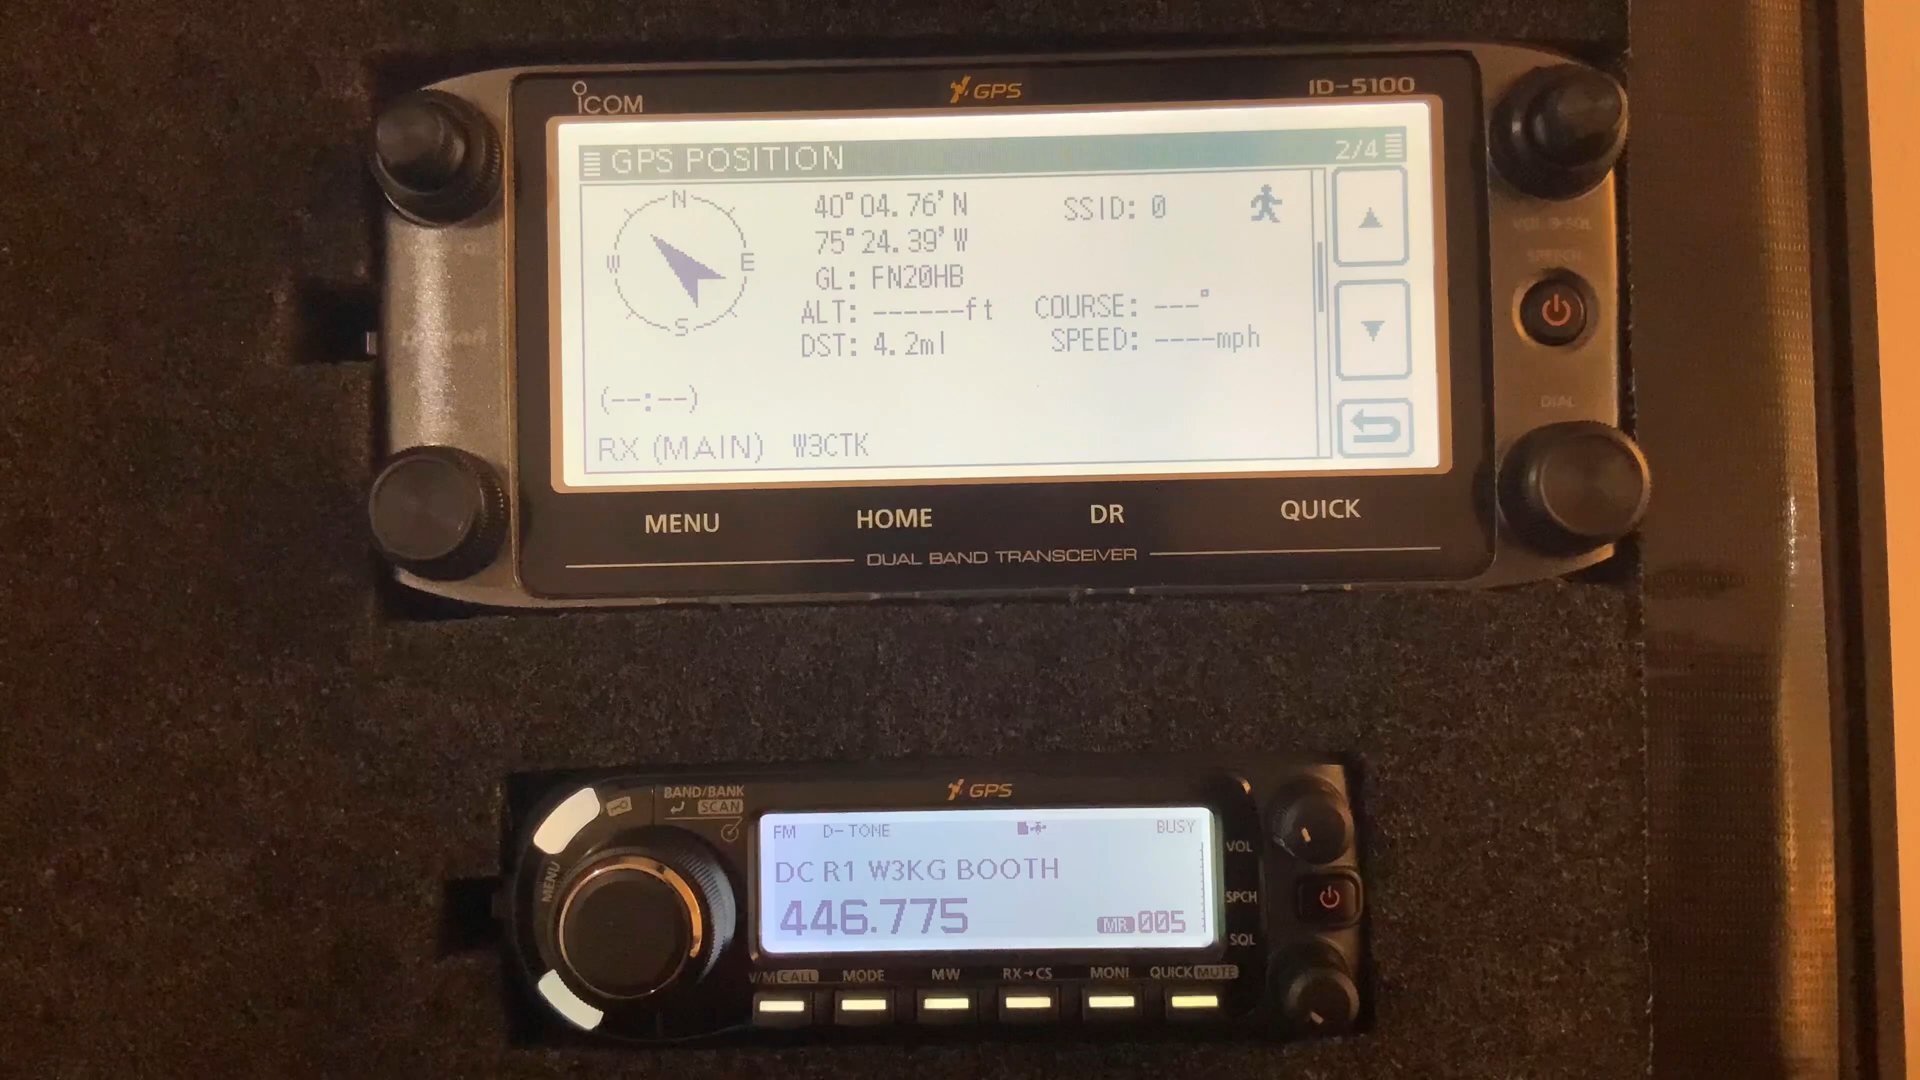 ICOM GPS ID-5100
GPS POSITION 2/4
N
W E
S
40°04.76'N SSID: 0
75°24.39'W
GL: FN20HB
ALT: ------ft COURSE: ---°
DST: 4.2ml SPEED: ----mph
(--:--)
RX (MAIN) W3CTK
SPEECH
DIAL
MENU HOME DR QUICK
DUAL BAND TRANSCEIVER
BAND/BANK GPS
SCAN
MENU
FM D-TONE BUSY
DC R1 W3KG BOOTH
446.775 MR 005
VOL
SPCH
SQL
V/M CALL MODE MW RX→CS MONI QUICK MUTE